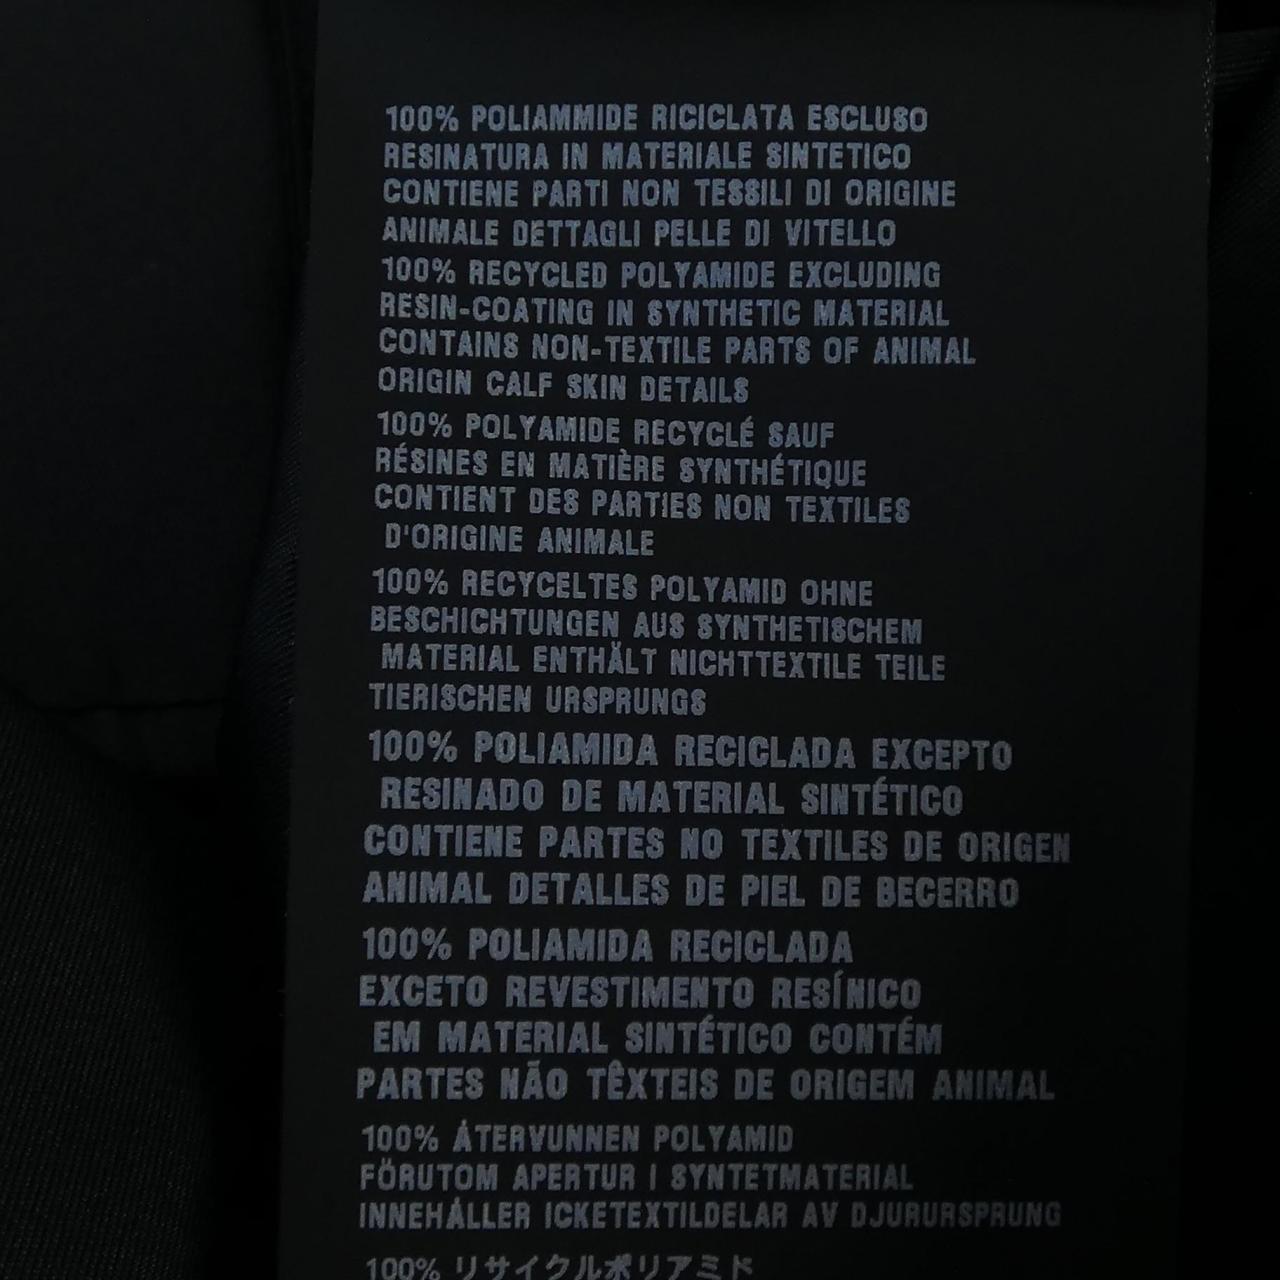 100% POLIAMMIDE RICICLATA ESCLUSO
RESINATURA IN MATERIALE SINTETICO
CONTIENE PARTI NON TESSILI DI ORIGINE
ANIMALE DETTAGLI PELLE DI VITELLO
100% RECYCLED POLYAMIDE EXCLUDING
RESIN-COATING IN SYNTHETIC MATERIAL
CONTAINS NON-TEXTILE PARTS OF ANIMAL
ORIGIN CALF SKIN DETAILS
100% POLYAMIDE RECYCLÉ SAUF
RÉSINES EN MATIÈRE SYNTHÉTIQUE
CONTIENT DES PARTIES NON TEXTILES
D'ORIGINE ANIMALE
100% RECYCELTES POLYAMID OHNE
BESCHICHTUNGEN AUS SYNTHETISCHEM
MATERIAL ENTHÄLT NICHTTEXTILE TEILE
TIERISCHEN URSPRUNGS
100% POLIAMIDA RECICLADA EXCEPTO
RESINADO DE MATERIAL SINTÉTICO
CONTIENE PARTES NO TEXTILES DE ORIGEN
ANIMAL DETALLES DE PIEL DE BECERRO
100% POLIAMIDA RECICLADA
EXCETO REVESTIMENTO RESÍNICO
EM MATERIAL SINTÉTICO CONTÉM
PARTES NÃO TÊXTEIS DE ORIGEM ANIMAL
100% ÅTERVUNNEN POLYAMID
FÖRUTOM APERTUR I SYNTETMATERIAL
INNEHÅLLER ICKETEXTILDELAR AV DJURURSPRUNG
100% リサイクルポリアミド